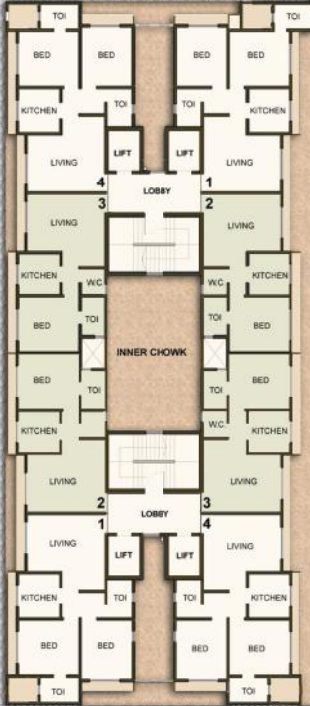 TOI TOI
BED BED BED BED
KITCHEN TOI TOI KITCHEN
LIVING LIFT LIFT LIVING
4 LOBBY 1
3 2
LIVING LIVING
KITCHEN W.C. W.C. KITCHEN
BED TOI TOI BED
INNER CHOWK
BED TOI TOI BED
KITCHEN W.C. KITCHEN
LIVING LIVING
2 3
1 LOBBY 4
LIVING LIFT LIFT LIVING
KITCHEN TOI TOI KITCHEN
BED BED BED BED
TOI TOI